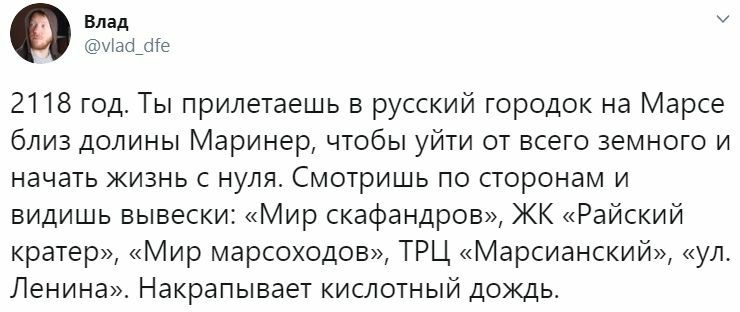 Влад
@vlad_dfe
2118 год. Ты прилетаешь в русский городок на Марсе
близ долины Маринер, чтобы уйти от всего земного и
начать жизнь с нуля. Смотришь по сторонам и
видишь вывески: «Мир скафандров», ЖК «Райский
кратер», «Мир марсоходов», ТРЦ «Марсианский», «ул.
Ленина». Накрапывает кислотный дождь.